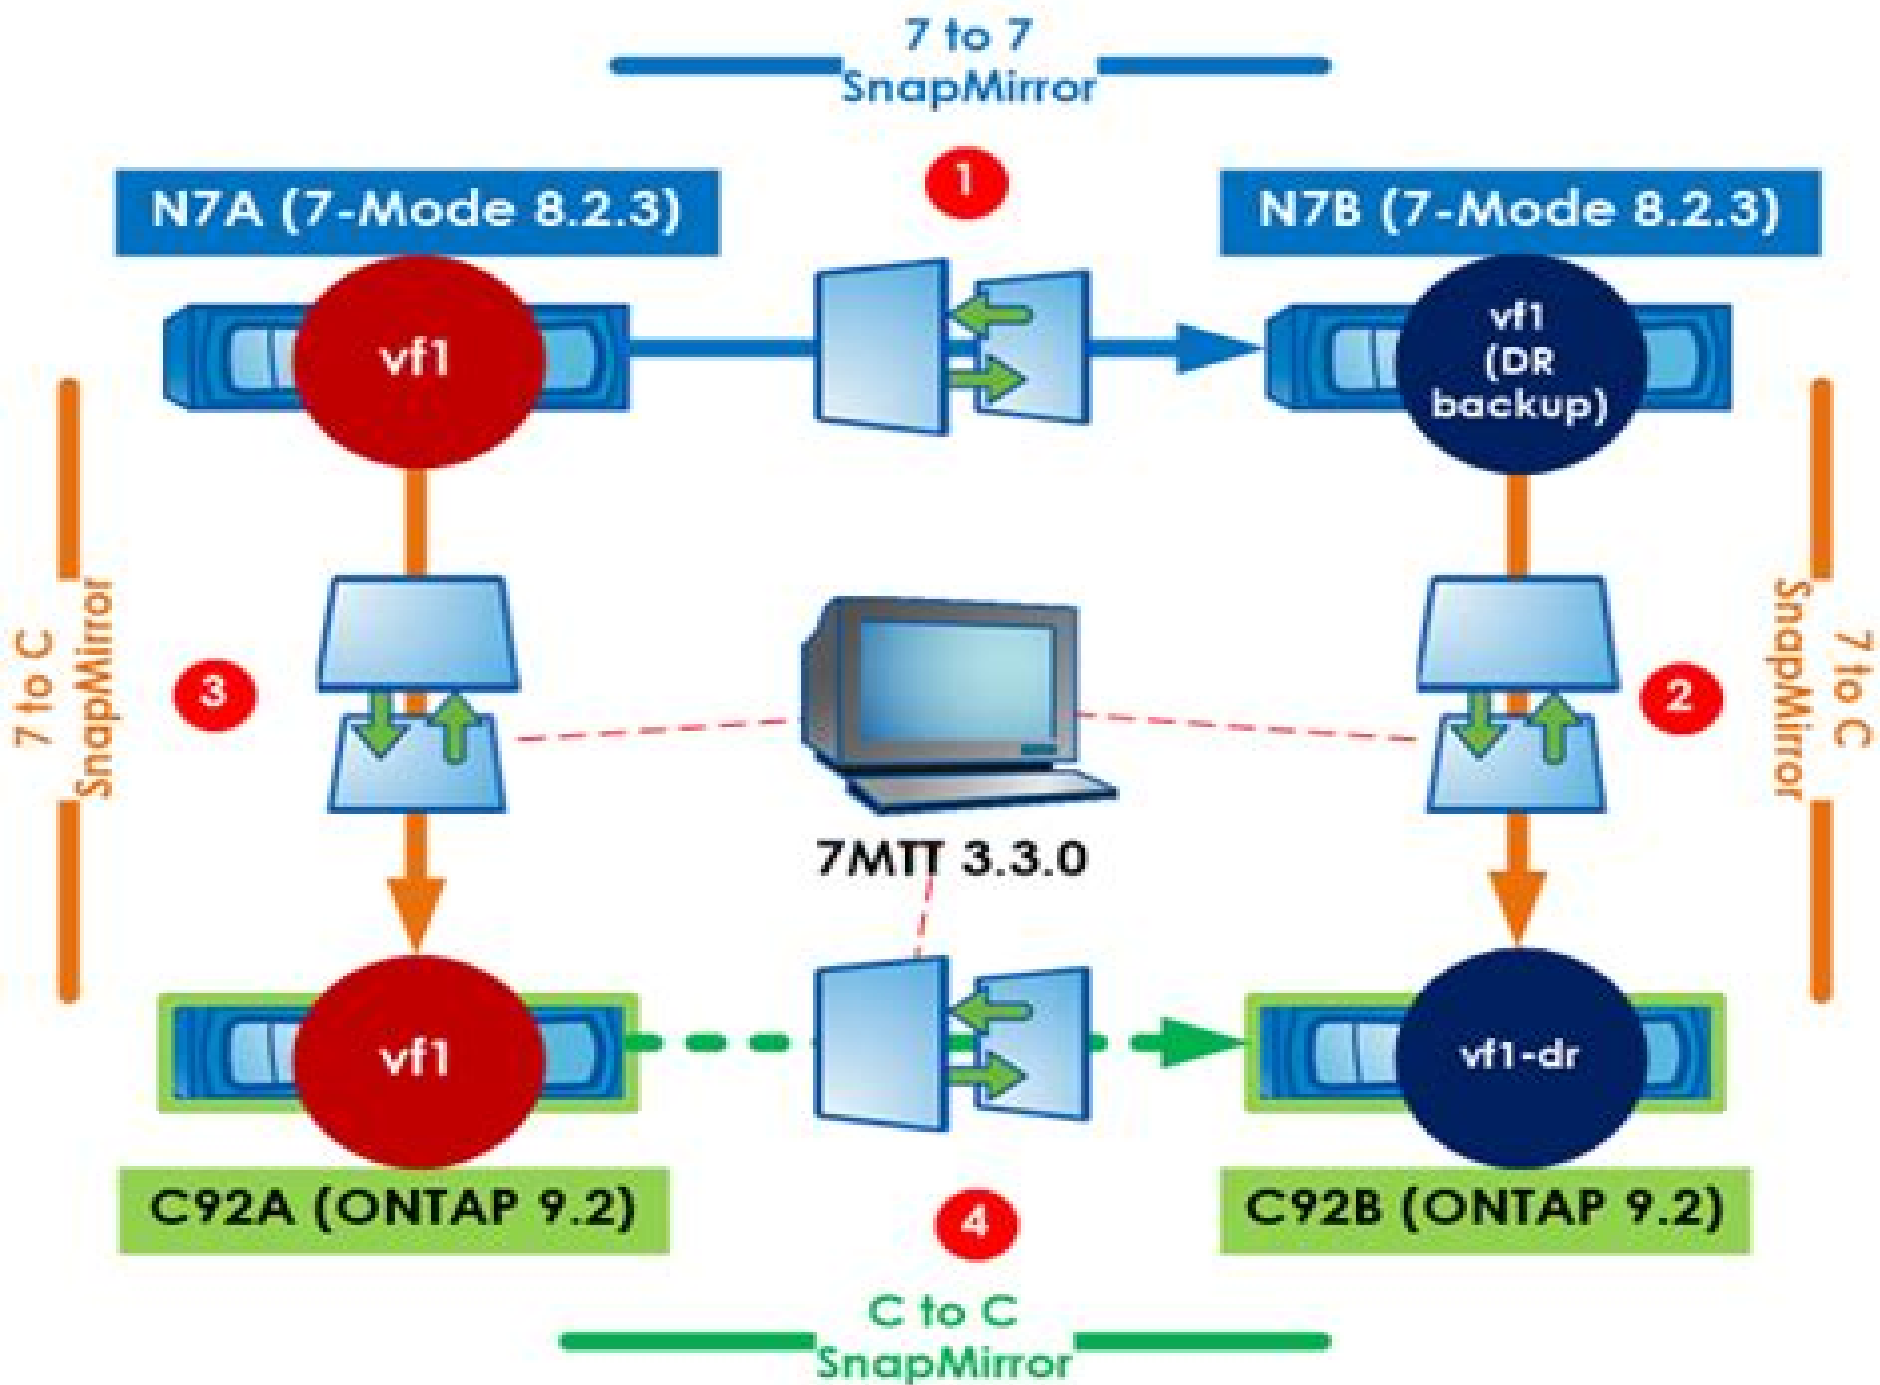 7 to 7
SnapMirror
1
N7A (7-Mode 8.2.3)
N7B (7-Mode 8.2.3)
vf1
vf1
(DR
backup)
7 to C
SnapMirror
3
2
7 to C
SnapMirror
7MTT 3.3.0
vf1
vf1-dr
C92A (ONTAP 9.2)
4
C92B (ONTAP 9.2)
C to C
SnapMirror